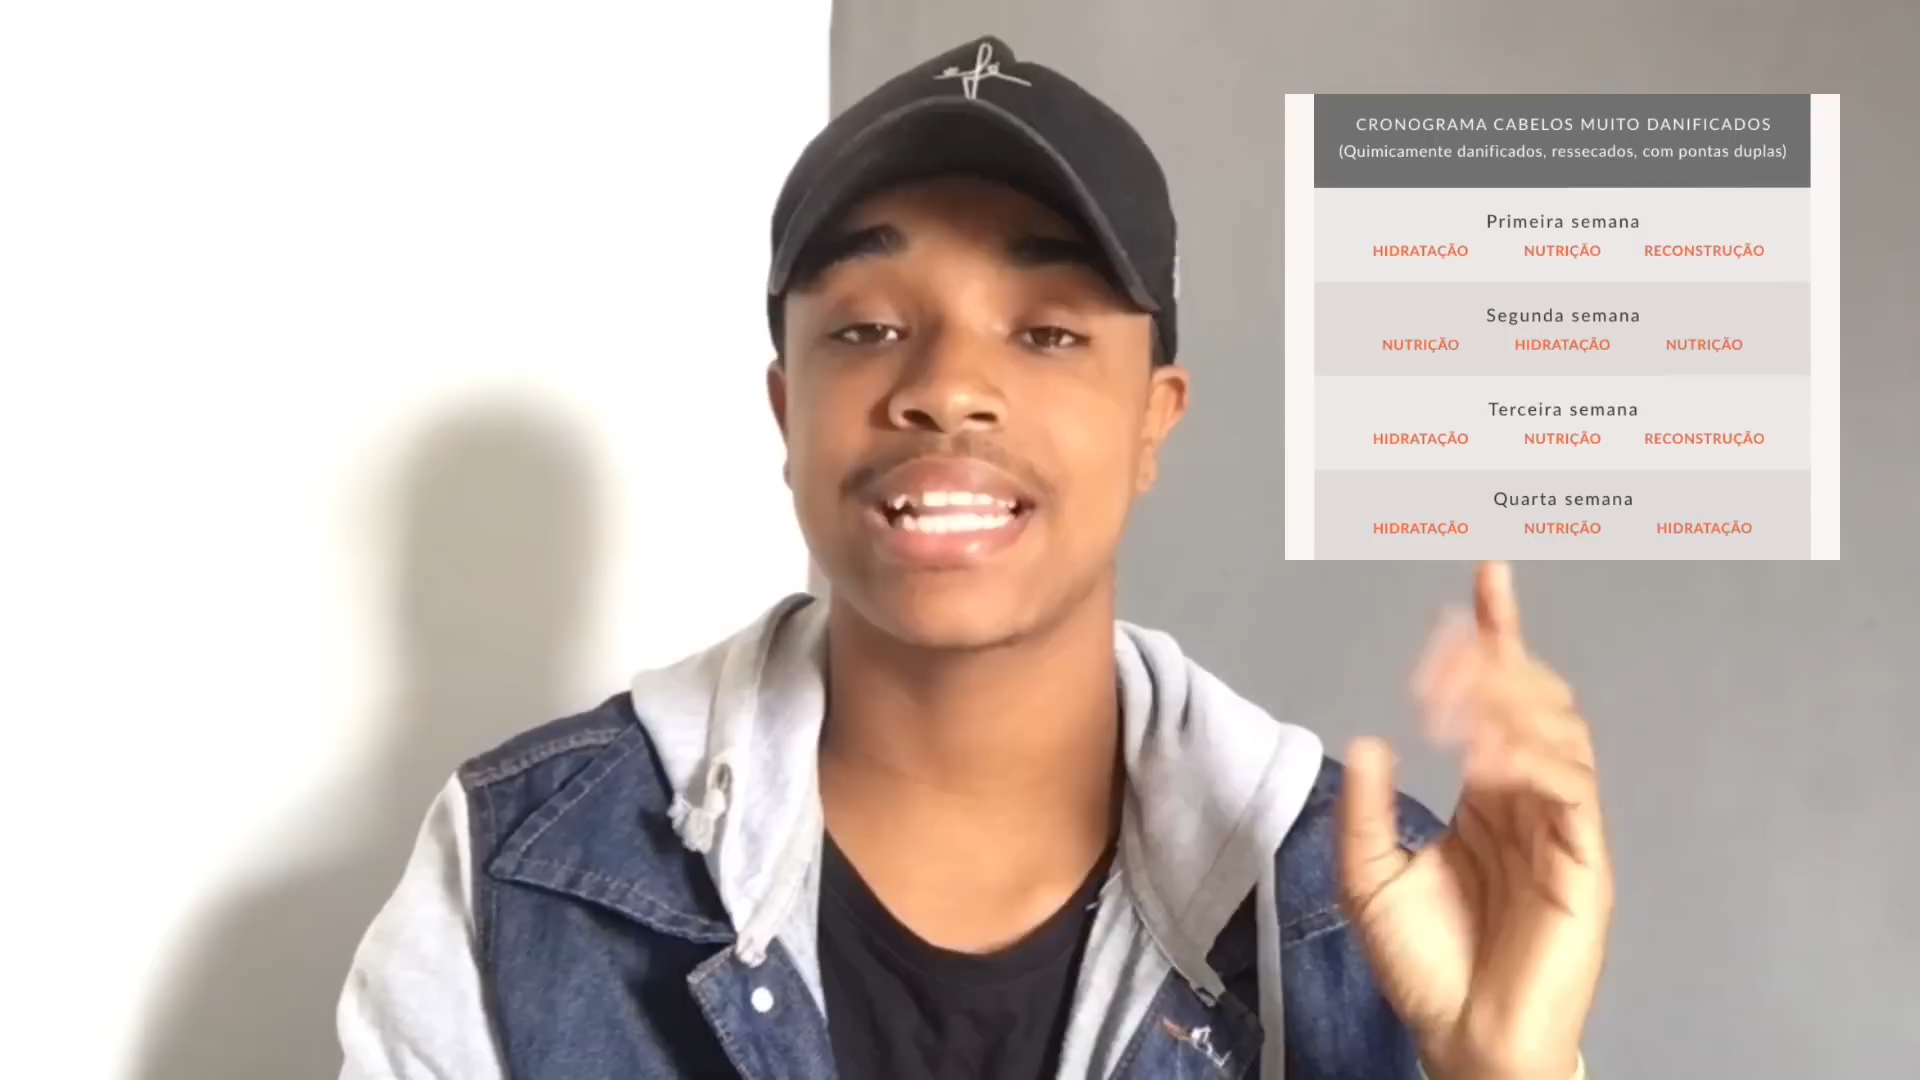 CRONOGRAMA CABELOS MUITO DANIFICADOS
(Quimicamente danificados, ressecados, com pontas duplas)
Primeira semana
HIDRATAÇÃO NUTRIÇÃO RECONSTRUÇÃO
Segunda semana
NUTRIÇÃO HIDRATAÇÃO NUTRIÇÃO
Terceira semana
HIDRATAÇÃO NUTRIÇÃO RECONSTRUÇÃO
Quarta semana
HIDRATAÇÃO NUTRIÇÃO HIDRATAÇÃO